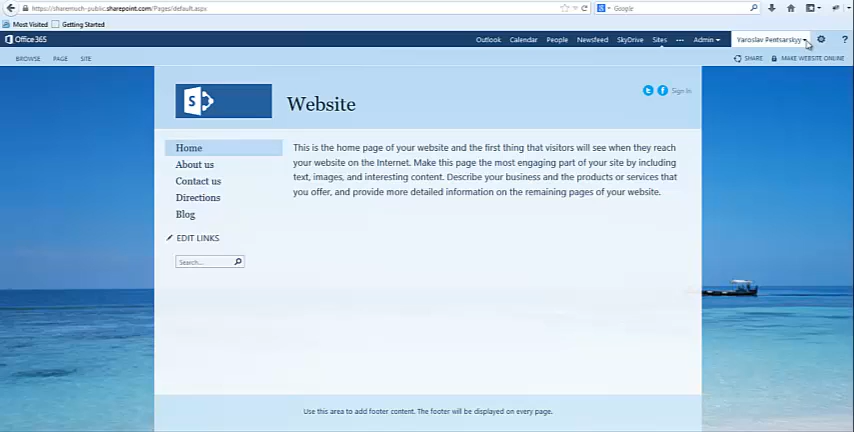 https://sharemuch-public.sharepoint.com/Pages/default.aspx
Google
Most Visited Getting Started
Office 365 Outlook Calendar People Newsfeed SkyDrive Sites ••• Admin Yaroslav Pentsarskyy ?
BROWSE PAGE SITE SHARE MAKE WEBSITE ONLINE
S Website Sign In
Home
About us
Contact us
Directions
Blog
EDIT LINKS
Search...
This is the home page of your website and the first thing that visitors will see when they reach
your website on the Internet. Make this page the most engaging part of your site by including
text, images, and interesting content. Describe your business and the products or services that
you offer, and provide more detailed information on the remaining pages of your website.
Use this area to add footer content. The footer will be displayed on every page.